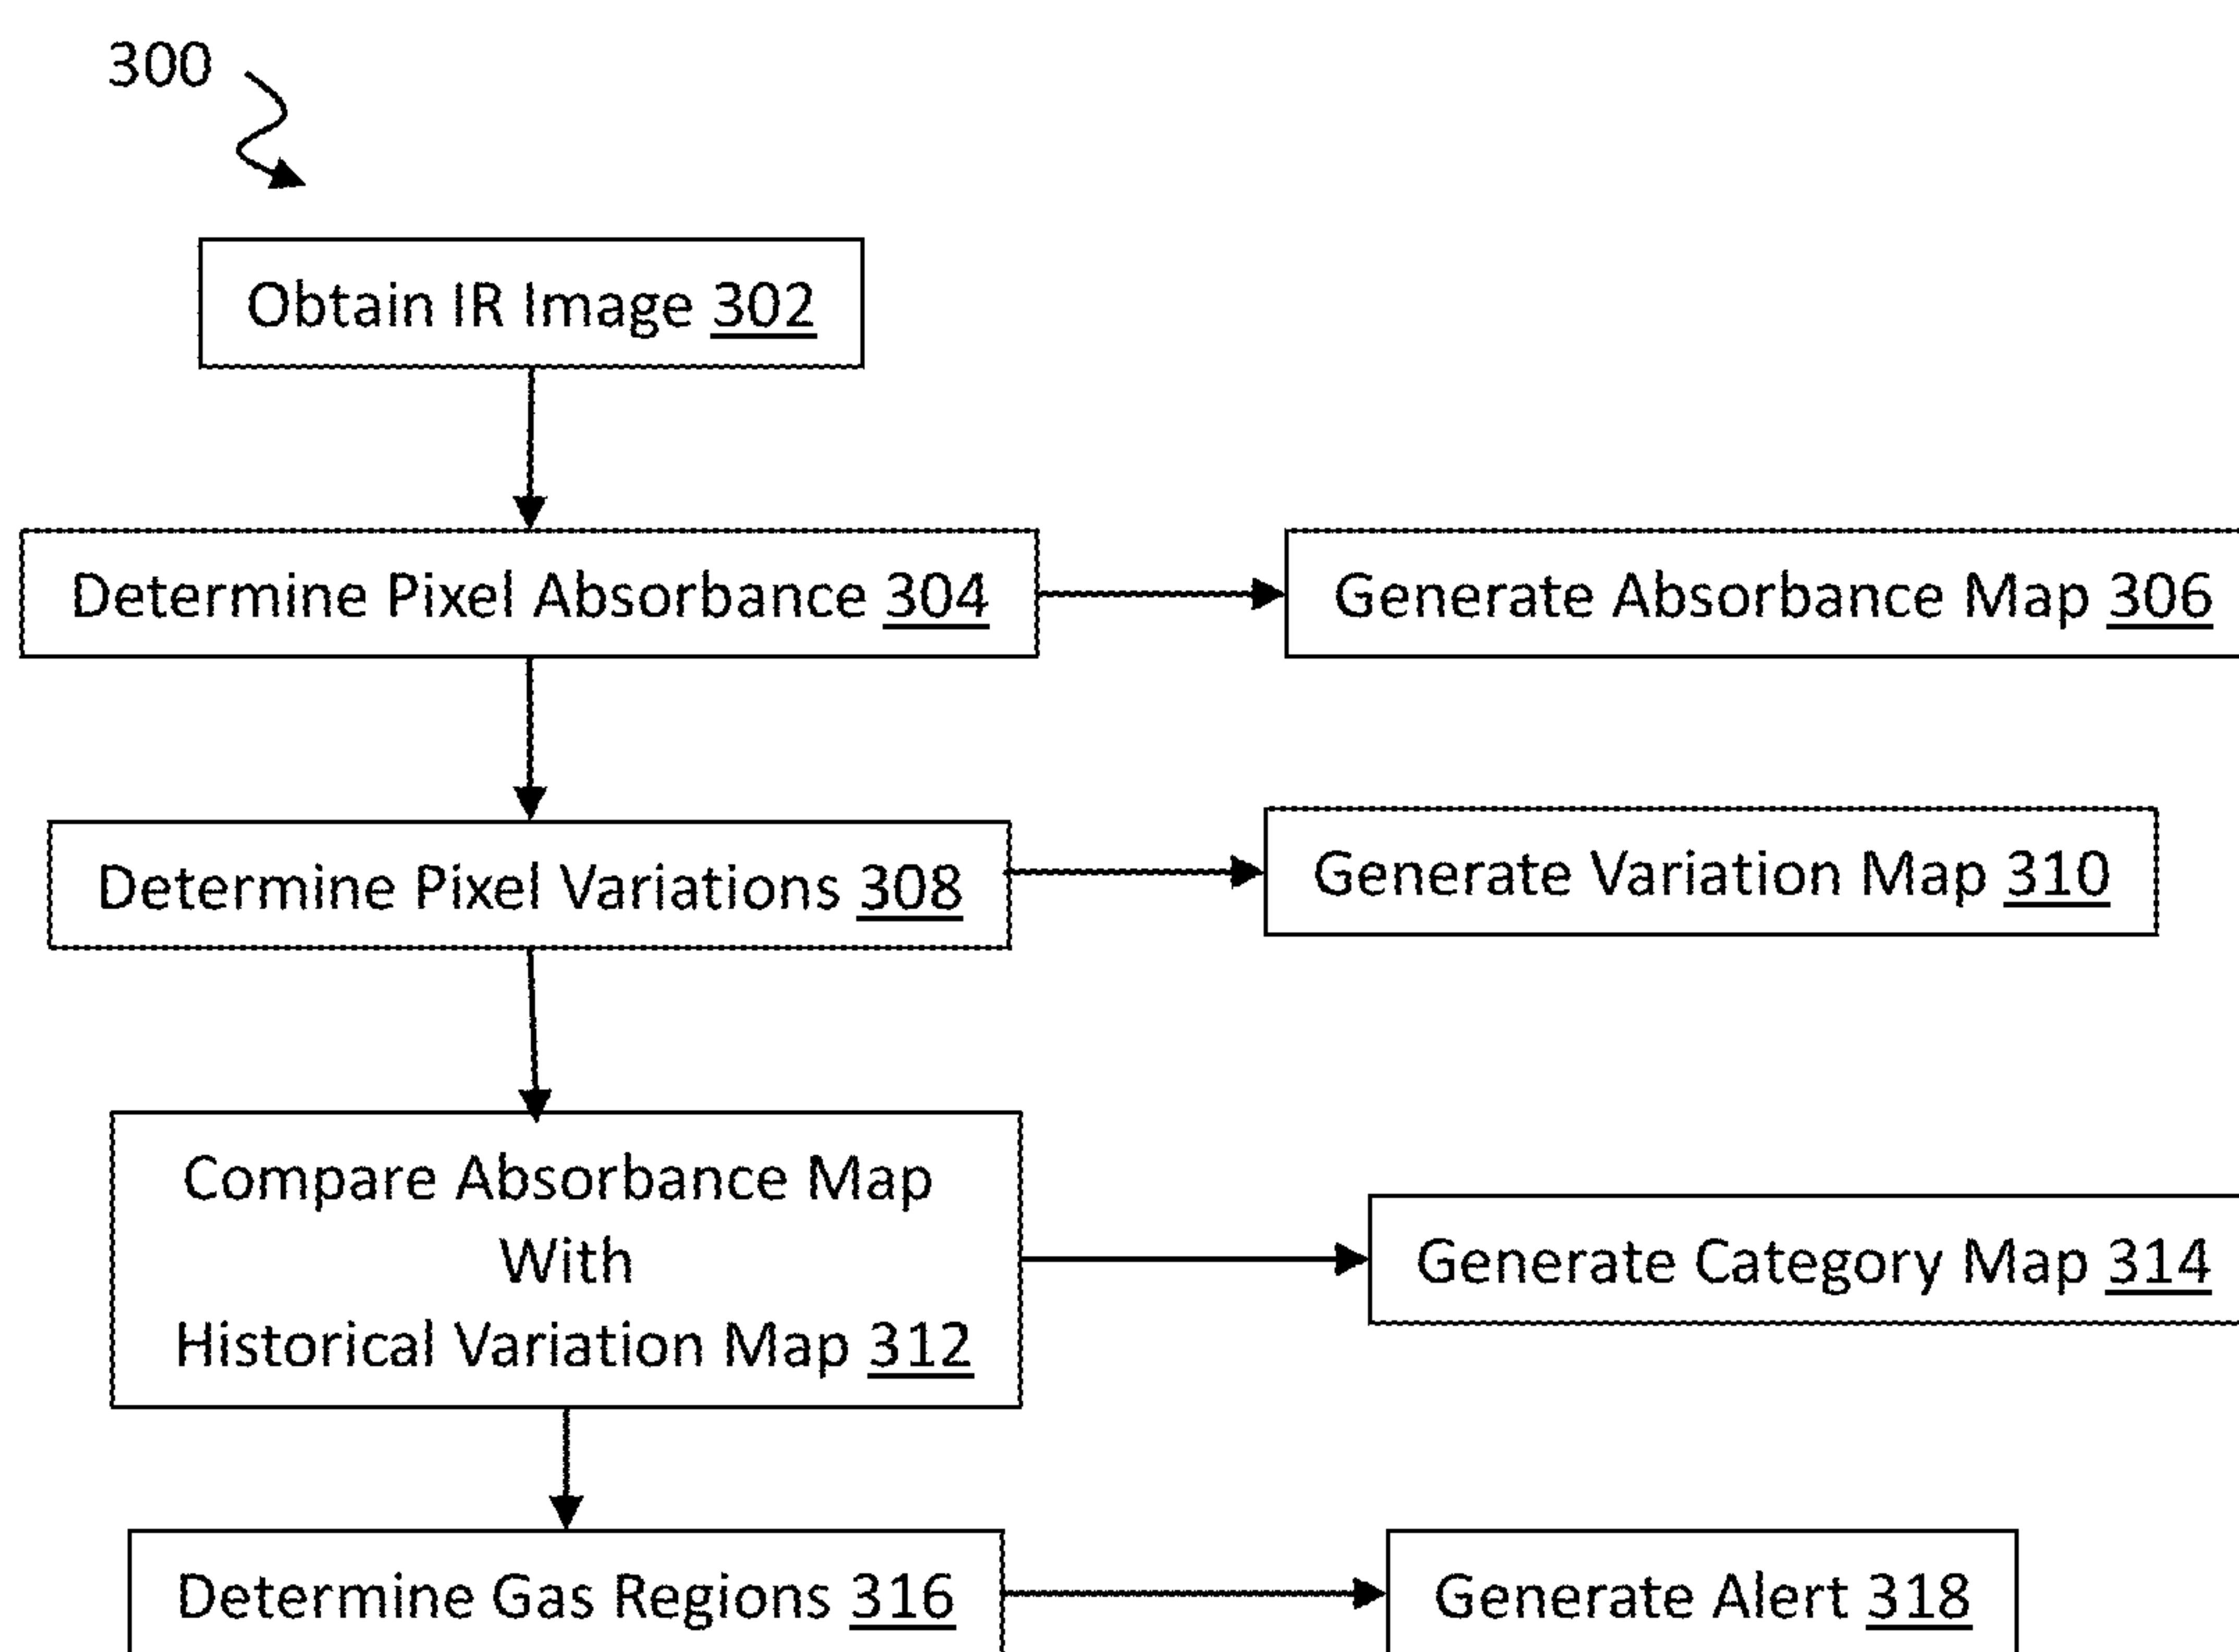 300
Obtain IR Image 302
Determine Pixel Absorbance 304
Generate Absorbance Map 306
Determine Pixel Variations 308
Generate Variation Map 310
Compare Absorbance Map
With
Historical Variation Map 312
Generate Category Map 314
Determine Gas Regions 316
Generate Alert 318